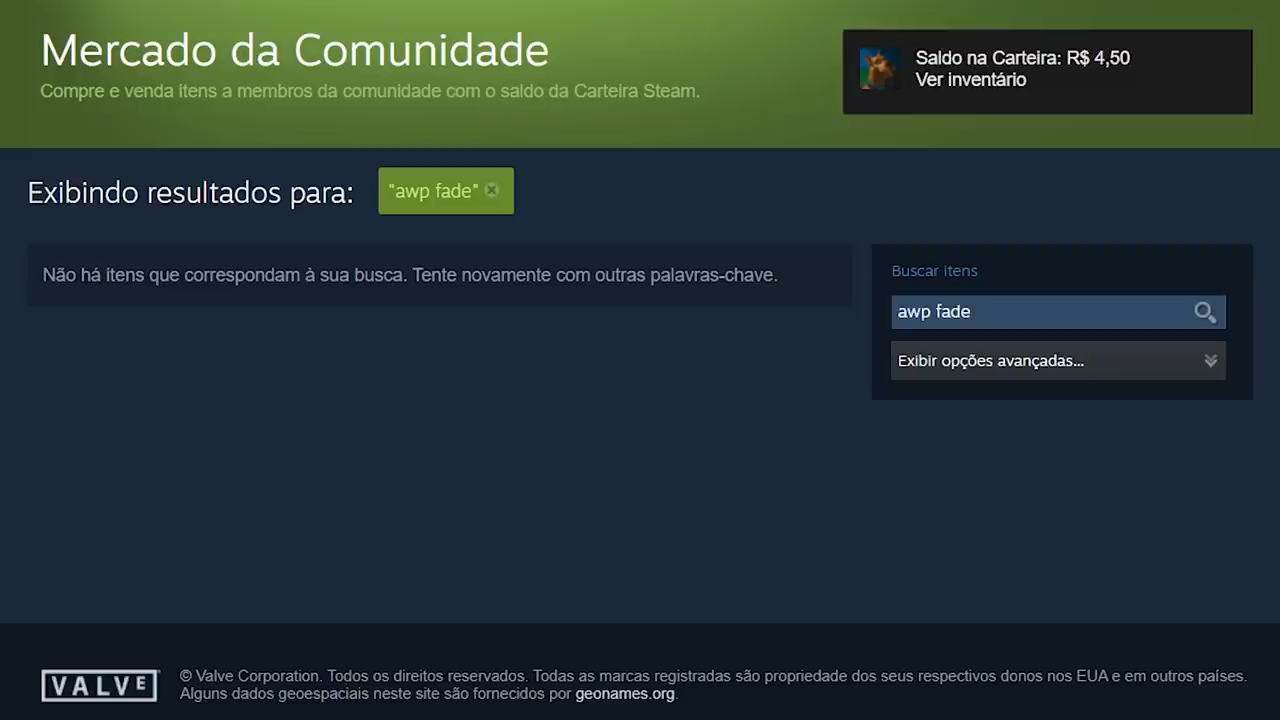 Mercado da Comunidade
Compre e venda itens a membros da comunidade com o saldo da Carteira Steam.
Saldo na Carteira: R$ 4,50
Ver inventário
Exibindo resultados para:
"awp fade"
Não há itens que correspondam à sua busca. Tente novamente com outras palavras-chave.
Buscar itens
awp fade
Exibir opções avançadas...
VALVE
© Valve Corporation. Todos os direitos reservados. Todas as marcas registradas são propriedade dos seus respectivos donos nos EUA e em outros países.
Alguns dados geoespaciais neste site são fornecidos por geonames.org.